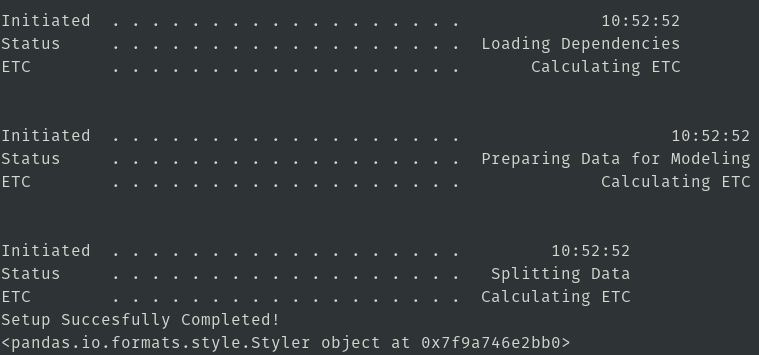 Initiated  . . . . . . . . . . . . . . . . . .              10:52:52
Status     . . . . . . . . . . . . . . . . . .  Loading Dependencies
ETC        . . . . . . . . . . . . . . . . . .       Calculating ETC
Initiated  . . . . . . . . . . . . . . . . . .                     10:52:52
Status     . . . . . . . . . . . . . . . . . .  Preparing Data for Modeling
ETC        . . . . . . . . . . . . . . . . . .              Calculating ETC
Initiated  . . . . . . . . . . . . . . . . . .         10:52:52
Status     . . . . . . . . . . . . . . . . . .   Splitting Data
ETC        . . . . . . . . . . . . . . . . . .  Calculating ETC
Setup Succesfully Completed!
<pandas.io.formats.style.Styler object at 0x7f9a746e2bb0>